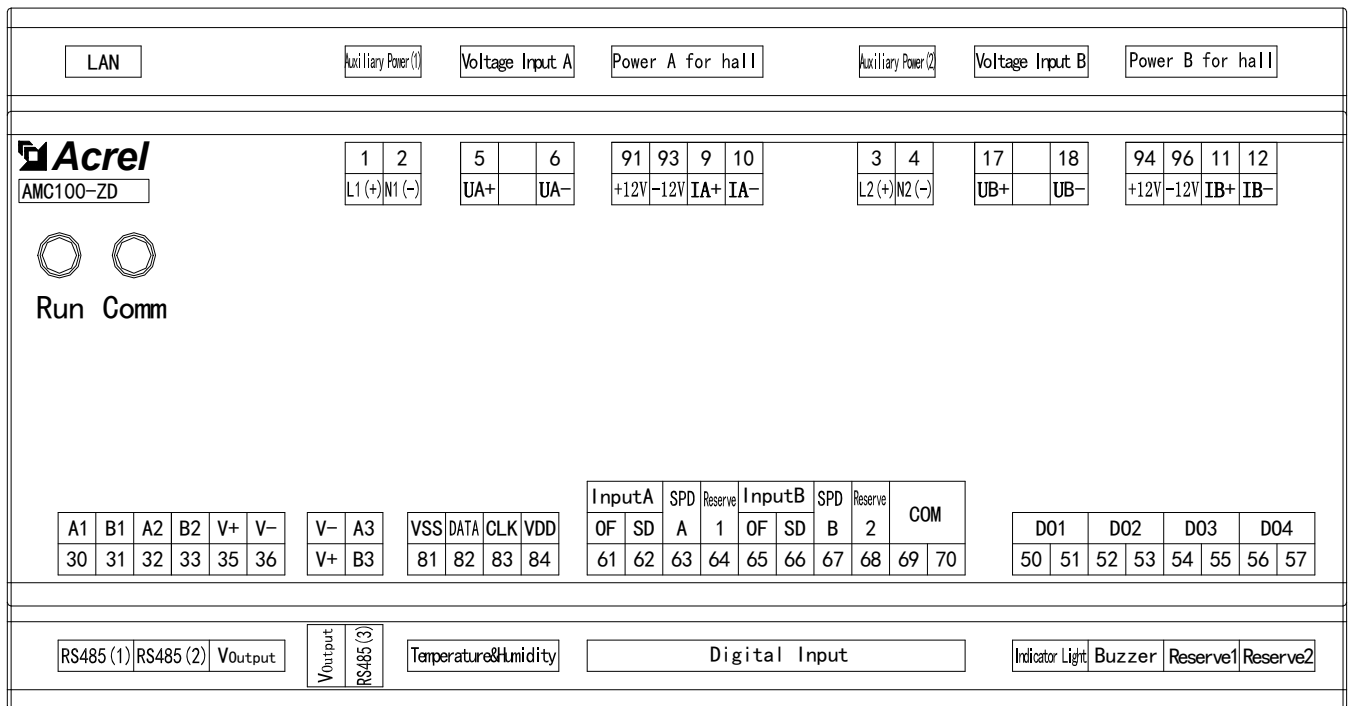 LAN Auxiliary Power(1) Voltage Input A Power A for hall Auxiliary Power(2) Voltage Input B Power B for hall
Acrel 1 2 5 6 91 93 9 10 3 4 17 18 94 96 11 12
AMC100-ZD L1(+) N1(-) UA+ UA- +12V -12V IA+ IA- L2(+) N2(-) UB+ UB- +12V -12V IB+ IB-
Run Comm
InputA SPD Reserve InputB SPD Reserve COM
A1 B1 A2 B2 V+ V- V- A3 VSS DATA CLK VDD OF SD A 1 OF SD B 2 DO1 DO2 DO3 DO4
30 31 32 33 35 36 V+ B3 81 82 83 84 61 62 63 64 65 66 67 68 69 70 50 51 52 53 54 55 56 57
RS485(1) RS485(2) VOutput VOutput RS485(3) Temperature&Humidity Digital Input Indicator Light Buzzer Reserve1 Reserve2